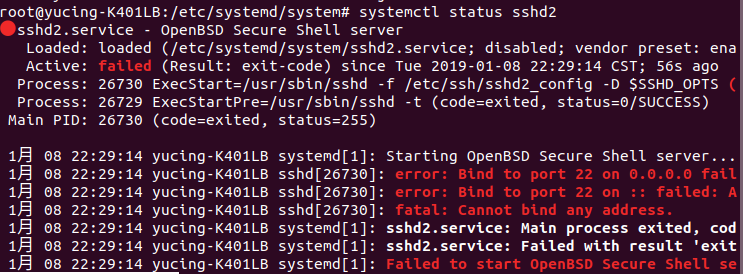 root@yucing-K401LB:/etc/systemd/system# systemctl status sshd2
●sshd2.service - OpenBSD Secure Shell server
Loaded: loaded (/etc/systemd/system/sshd2.service; disabled; vendor preset: ena
Active: failed (Result: exit-code) since Tue 2019-01-08 22:29:14 CST; 56s ago
Process: 26730 ExecStart=/usr/sbin/sshd -f /etc/ssh/sshd2_config -D $SSHD_OPTS (
Process: 26729 ExecStartPre=/usr/sbin/sshd -t (code=exited, status=0/SUCCESS)
Main PID: 26730 (code=exited, status=255)
1月 08 22:29:14 yucing-K401LB systemd[1]: Starting OpenBSD Secure Shell server...
1月 08 22:29:14 yucing-K401LB sshd[26730]: error: Bind to port 22 on 0.0.0.0 fail
1月 08 22:29:14 yucing-K401LB sshd[26730]: error: Bind to port 22 on :: failed: A
1月 08 22:29:14 yucing-K401LB sshd[26730]: fatal: Cannot bind any address.
1月 08 22:29:14 yucing-K401LB systemd[1]: sshd2.service: Main process exited, cod
1月 08 22:29:14 yucing-K401LB systemd[1]: sshd2.service: Failed with result 'exit
1月 08 22:29:14 yucing-K401LB systemd[1]: Failed to start OpenBSD Secure Shell se